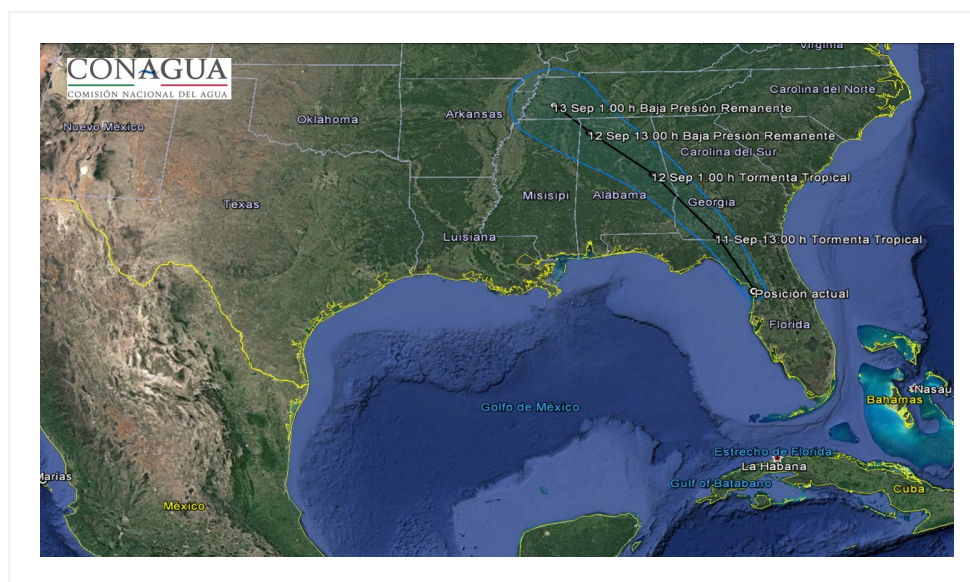 Virginia
CONAGUA
COMISIÓN NACIONAL DEL AGUA
Carolina del Norte
13 Sep 1:00 h Baja Presión Remanente
Arkansas
Oklahoma
Nuevo México
12 Sep 13:00 h Baja Presión Remanente
Carolina del Sur
12 Sep 1:00 h Tormenta Tropical
Misisipi
Alabama
Georgia
Texas
Luisiana
11 Sep 13:00 h Tormenta Tropical
Posición actual
Florida
Nasáu
Bahamas
Golfo de México
Estrecho de Florida
La Habana
Marías
Gulf of Batabano
Cuba
México